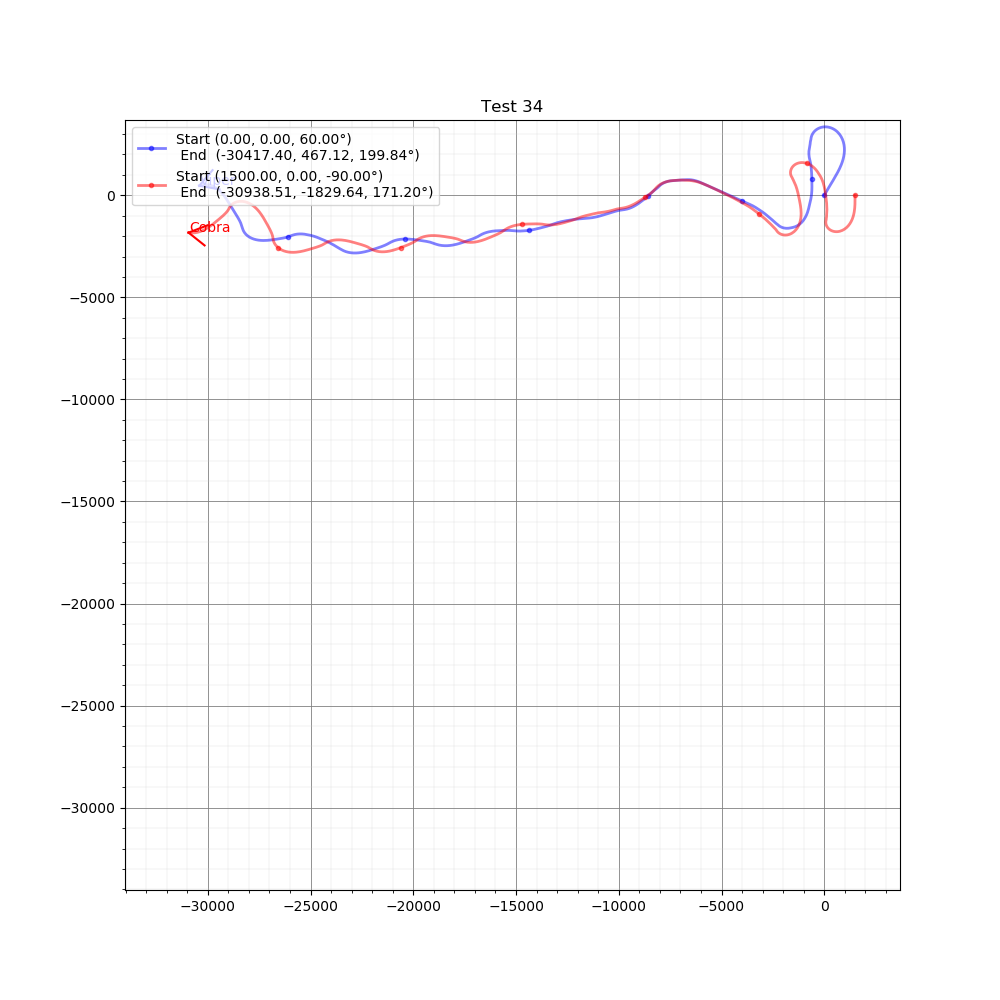 Test 34
Start (0.00, 0.00, 60.00°)
End (-30417.40, 467.12, 199.84°)
Start (1500.00, 0.00, -90.00°)
End (-30938.51, -1829.64, 171.20°)
Cobra
0
−5000
−10000
−15000
−20000
−25000
−30000
−30000 −25000 −20000 −15000 −10000 −5000 0